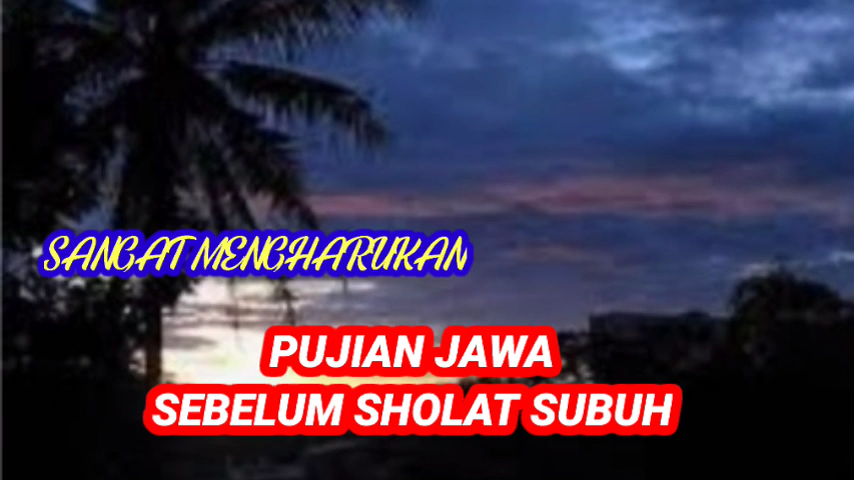 SANGAT MENGHARUKAN
PUJIAN JAWA
SEBELUM SHOLAT SUBUH